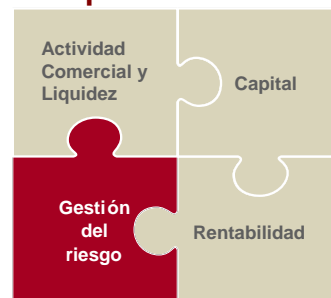 Actividad
Comercial y
Liquidez
Capital
Gestión
del
riesgo
Rentabilidad